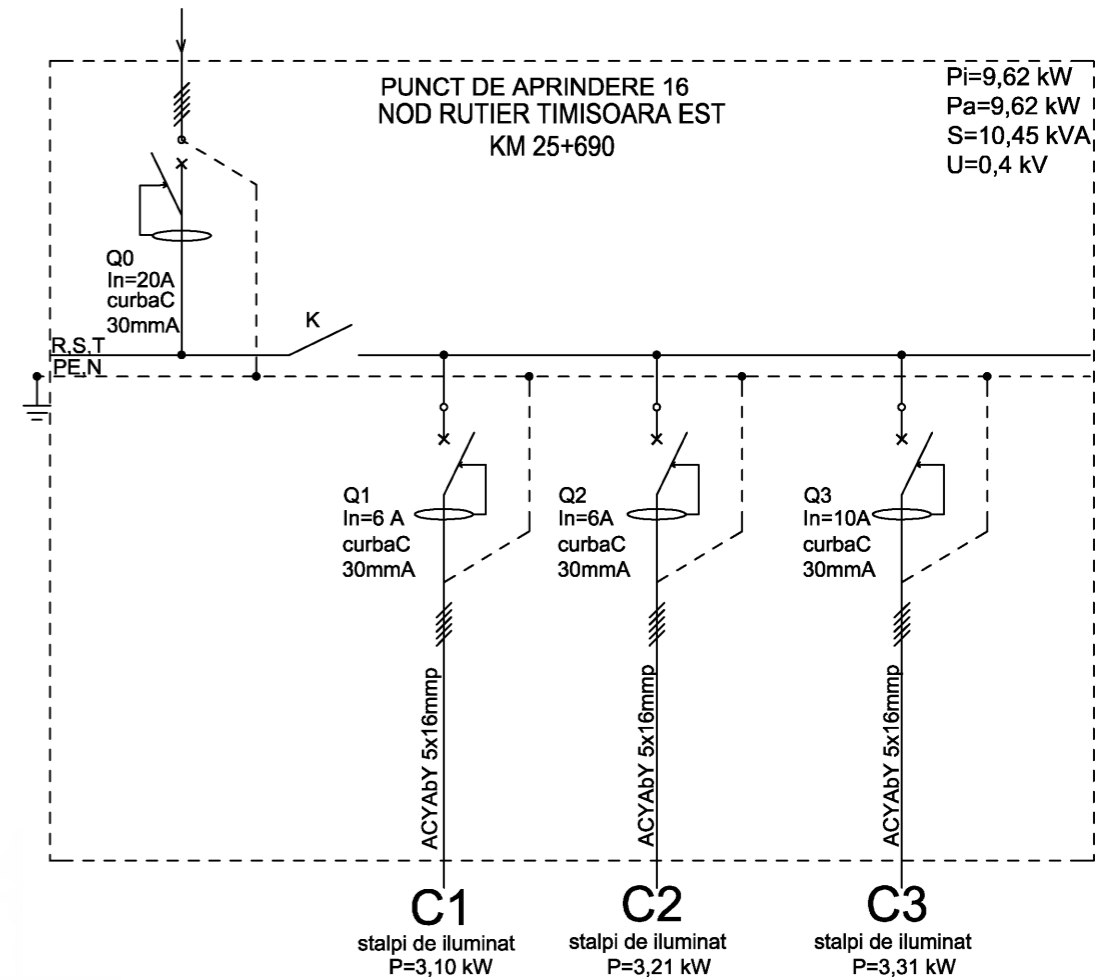 PUNCT DE APRINDERE 16
NOD RUTIER TIMISOARA EST
KM 25+690
Pi=9,62 kW
Pa=9,62 kW
S=10,45 kVA
U=0,4 kV
Q0
In=20A
curbaC
30mmA
R,S,T
PE,N
K
Q1
In=6 A
curbaC
30mmA
Q2
In=6A
curbaC
30mmA
Q3
In=10A
curbaC
30mmA
ACYAbY 5x16mmp
ACYAbY 5x16mmp
ACYAbY 5x16mmp
C1
stalpi de iluminat
P=3,10 kW
C2
stalpi de iluminat
P=3,21 kW
C3
stalpi de iluminat
P=3,31 kW